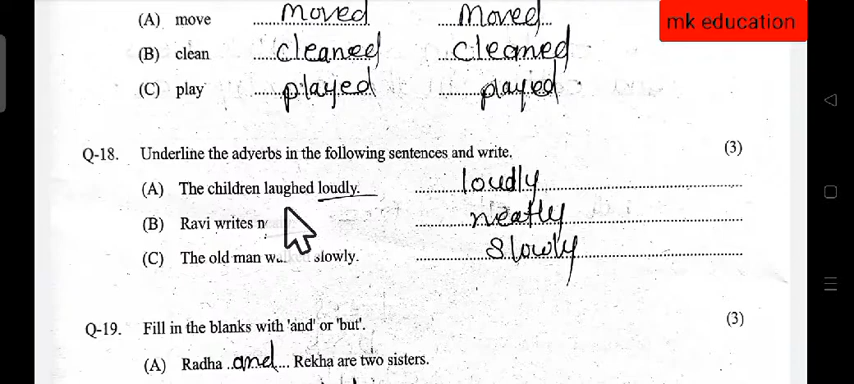 mk education
(A) move moved moved
(B) clean cleaned cleaned
(C) play played played
Q-18. Underline the adverbs in the following sentences and write. (3)
(A) The children laughed loudly. loudly
(B) Ravi writes neatly
(C) The old man slowly. slowly
Q-19. Fill in the blanks with 'and' or 'but'. (3)
(A) Radha ..and... Rekha are two sisters.